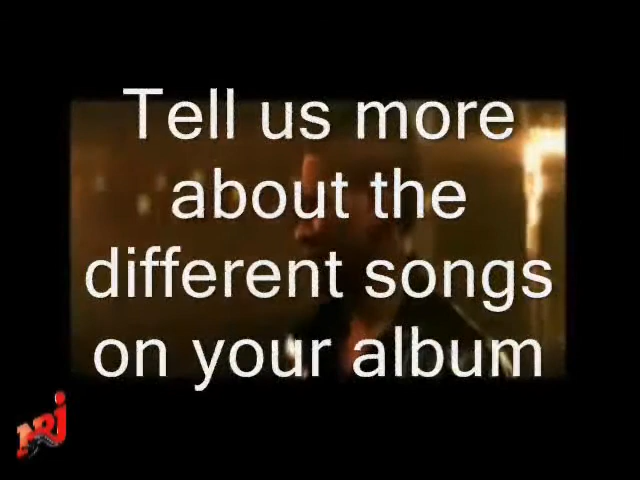 Tell us more
about the
different songs
on your album
NRJ